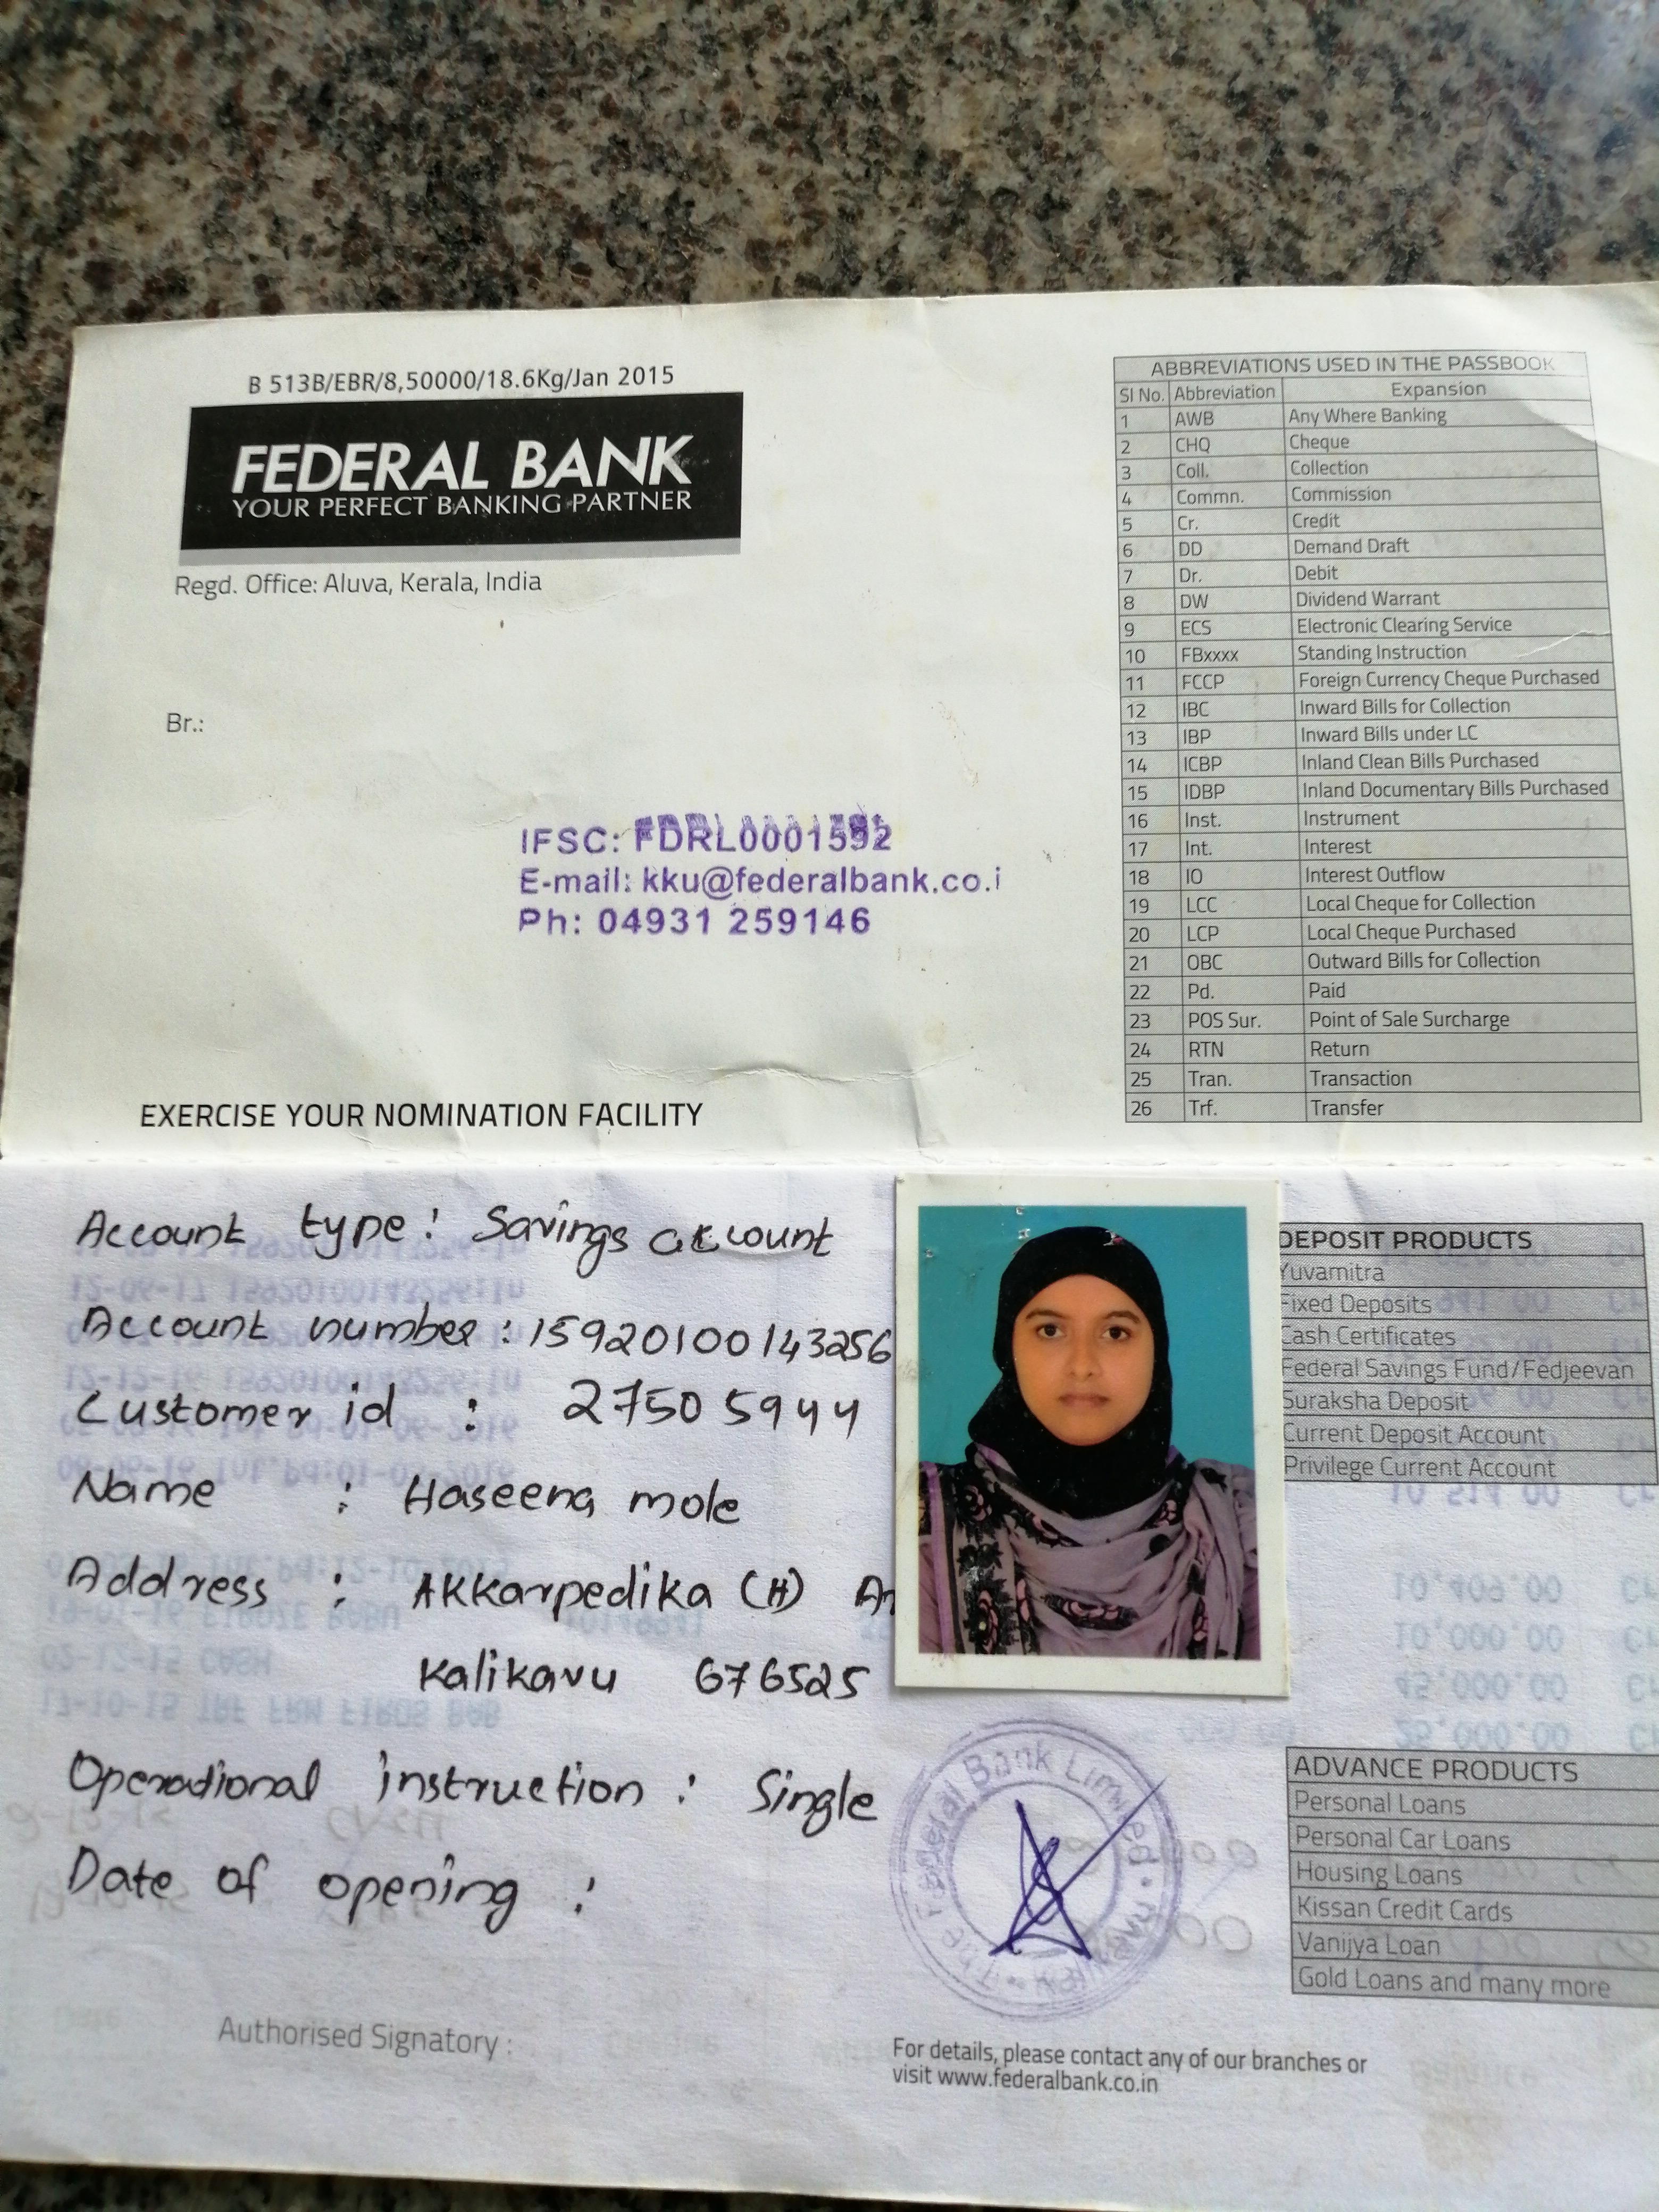 B 513B/EBR/8,50000/18.6Kg/Jan 2015
FEDERAL BANK
YOUR PERFECT BANKING PARTNER
Regd. Office: Aluva, Kerala, India
Br.:
IFSC: FDRL0001592
E-mail: kku@federalbank.co.i
Ph: 04931 259146
EXERCISE YOUR NOMINATION FACILITY
ABBREVIATIONS USED IN THE PASSBOOK
Sl No. Abbreviation Expansion
1 AWB Any Where Banking
2 CHQ Cheque
3 Coll. Collection
4 Commn. Commission
5 Cr. Credit
6 DD Demand Draft
7 Dr. Debit
8 DW Dividend Warrant
9 ECS Electronic Clearing Service
10 FBxxxx Standing Instruction
11 FCCP Foreign Currency Cheque Purchased
12 IBC Inward Bills for Collection
13 IBP Inward Bills under LC
14 ICBP Inland Clean Bills Purchased
15 IDBP Inland Documentary Bills Purchased
16 Inst. Instrument
17 Int. Interest
18 IO Interest Outflow
19 LCC Local Cheque for Collection
20 LCP Local Cheque Purchased
21 OBC Outward Bills for Collection
22 Pd. Paid
23 POS Sur. Point of Sale Surcharge
24 RTN Return
25 Tran. Transaction
26 Trf. Transfer
Account type : Savings account
Account number : 15920100143256
Customer id : 27505944
Name : Haseena mole
Address : Akkarpedika (H)
Kalikavu 676525
Operational instruction : Single
Date of opening :
Authorised Signatory :
The Federal Bank Limited
DEPOSIT PRODUCTS
Yuvamitra
Fixed Deposits
Cash Certificates
Federal Savings Fund/Fedjeevan
Suraksha Deposit
Current Deposit Account
Privilege Current Account
ADVANCE PRODUCTS
Personal Loans
Personal Car Loans
Housing Loans
Kissan Credit Cards
Vanijya Loan
Gold Loans and many more
For details, please contact any of our branches or
visit www.federalbank.co.in